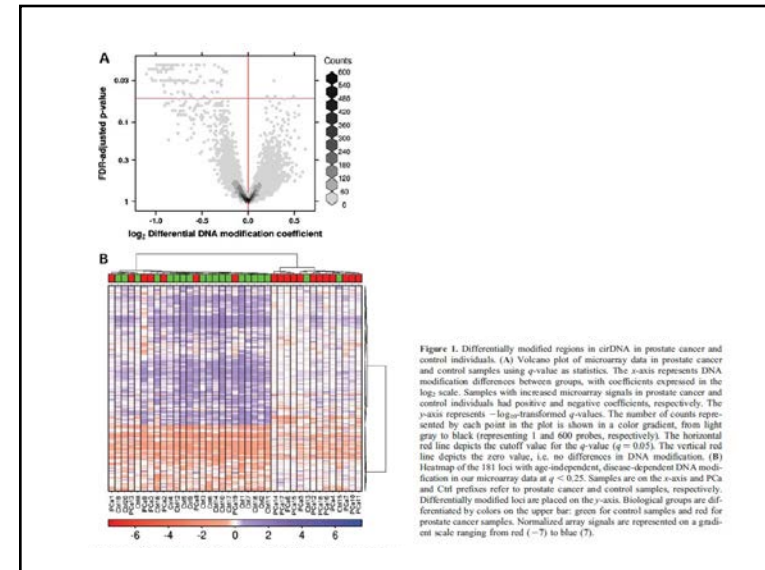 A
Counts
600
540
480
420
360
300
240
180
120
60
0
FDR-adjusted p-value
0.03
0.1
0.3
1
-1.0
-0.5
0.0
0.5
log₂ Differential DNA modification coefficient
B
-6
-4
-2
0
2
4
6
Figure 1. Differentially modified regions in cirDNA in prostate cancer and
control individuals. (A) Volcano plot of microarray data in prostate cancer
and control samples using q-value as statistics. The x-axis represents DNA
modification differences between groups, with coefficients expressed in the
log₂ scale. Samples with increased microarray signals in prostate cancer and
control individuals had positive and negative coefficients, respectively. The
y-axis represents −log₁₀-transformed q-values. The number of counts repre-
sented by each point in the plot is shown in a color gradient, from light
gray to black (representing 1 and 600 probes, respectively). The horizontal
red line depicts the cutoff value for the q-value (q = 0.05). The vertical red
line depicts the zero value, i.e. no differences in DNA modification. (B)
Heatmap of the 181 loci with age-independent, disease-dependent DNA modi-
fication in our microarray data at q < 0.25. Samples are on the x-axis and PCa
and Ctrl prefixes refer to prostate cancer and control samples, respectively.
Differentially modified loci are placed on the y-axis. Biological groups are dif-
ferentiated by colors on the upper bar: green for control samples and red for
prostate cancer samples. Normalized array signals are represented on a gradi-
ent scale ranging from red (−7) to blue (7).